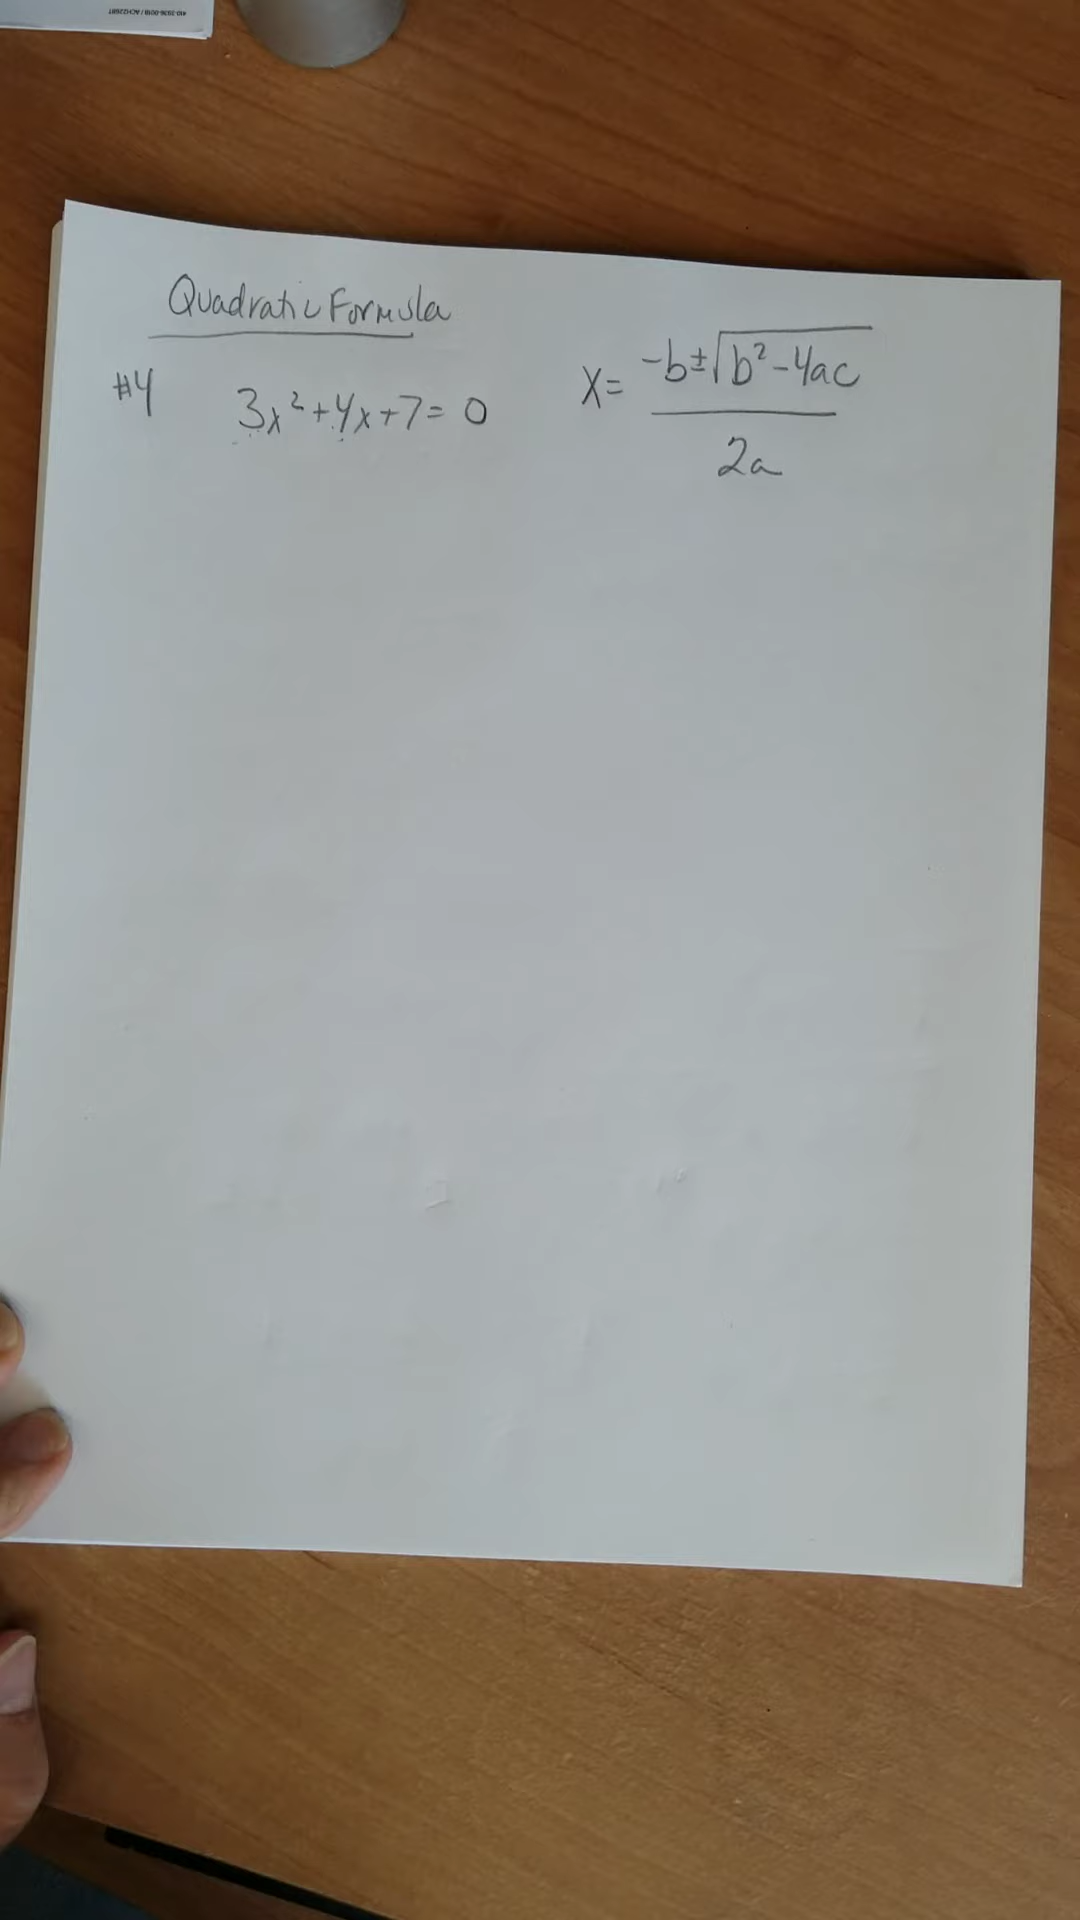 Quadratic Formula
#4 3x²+4x+7=0
x= -b±√b²-4ac
2a